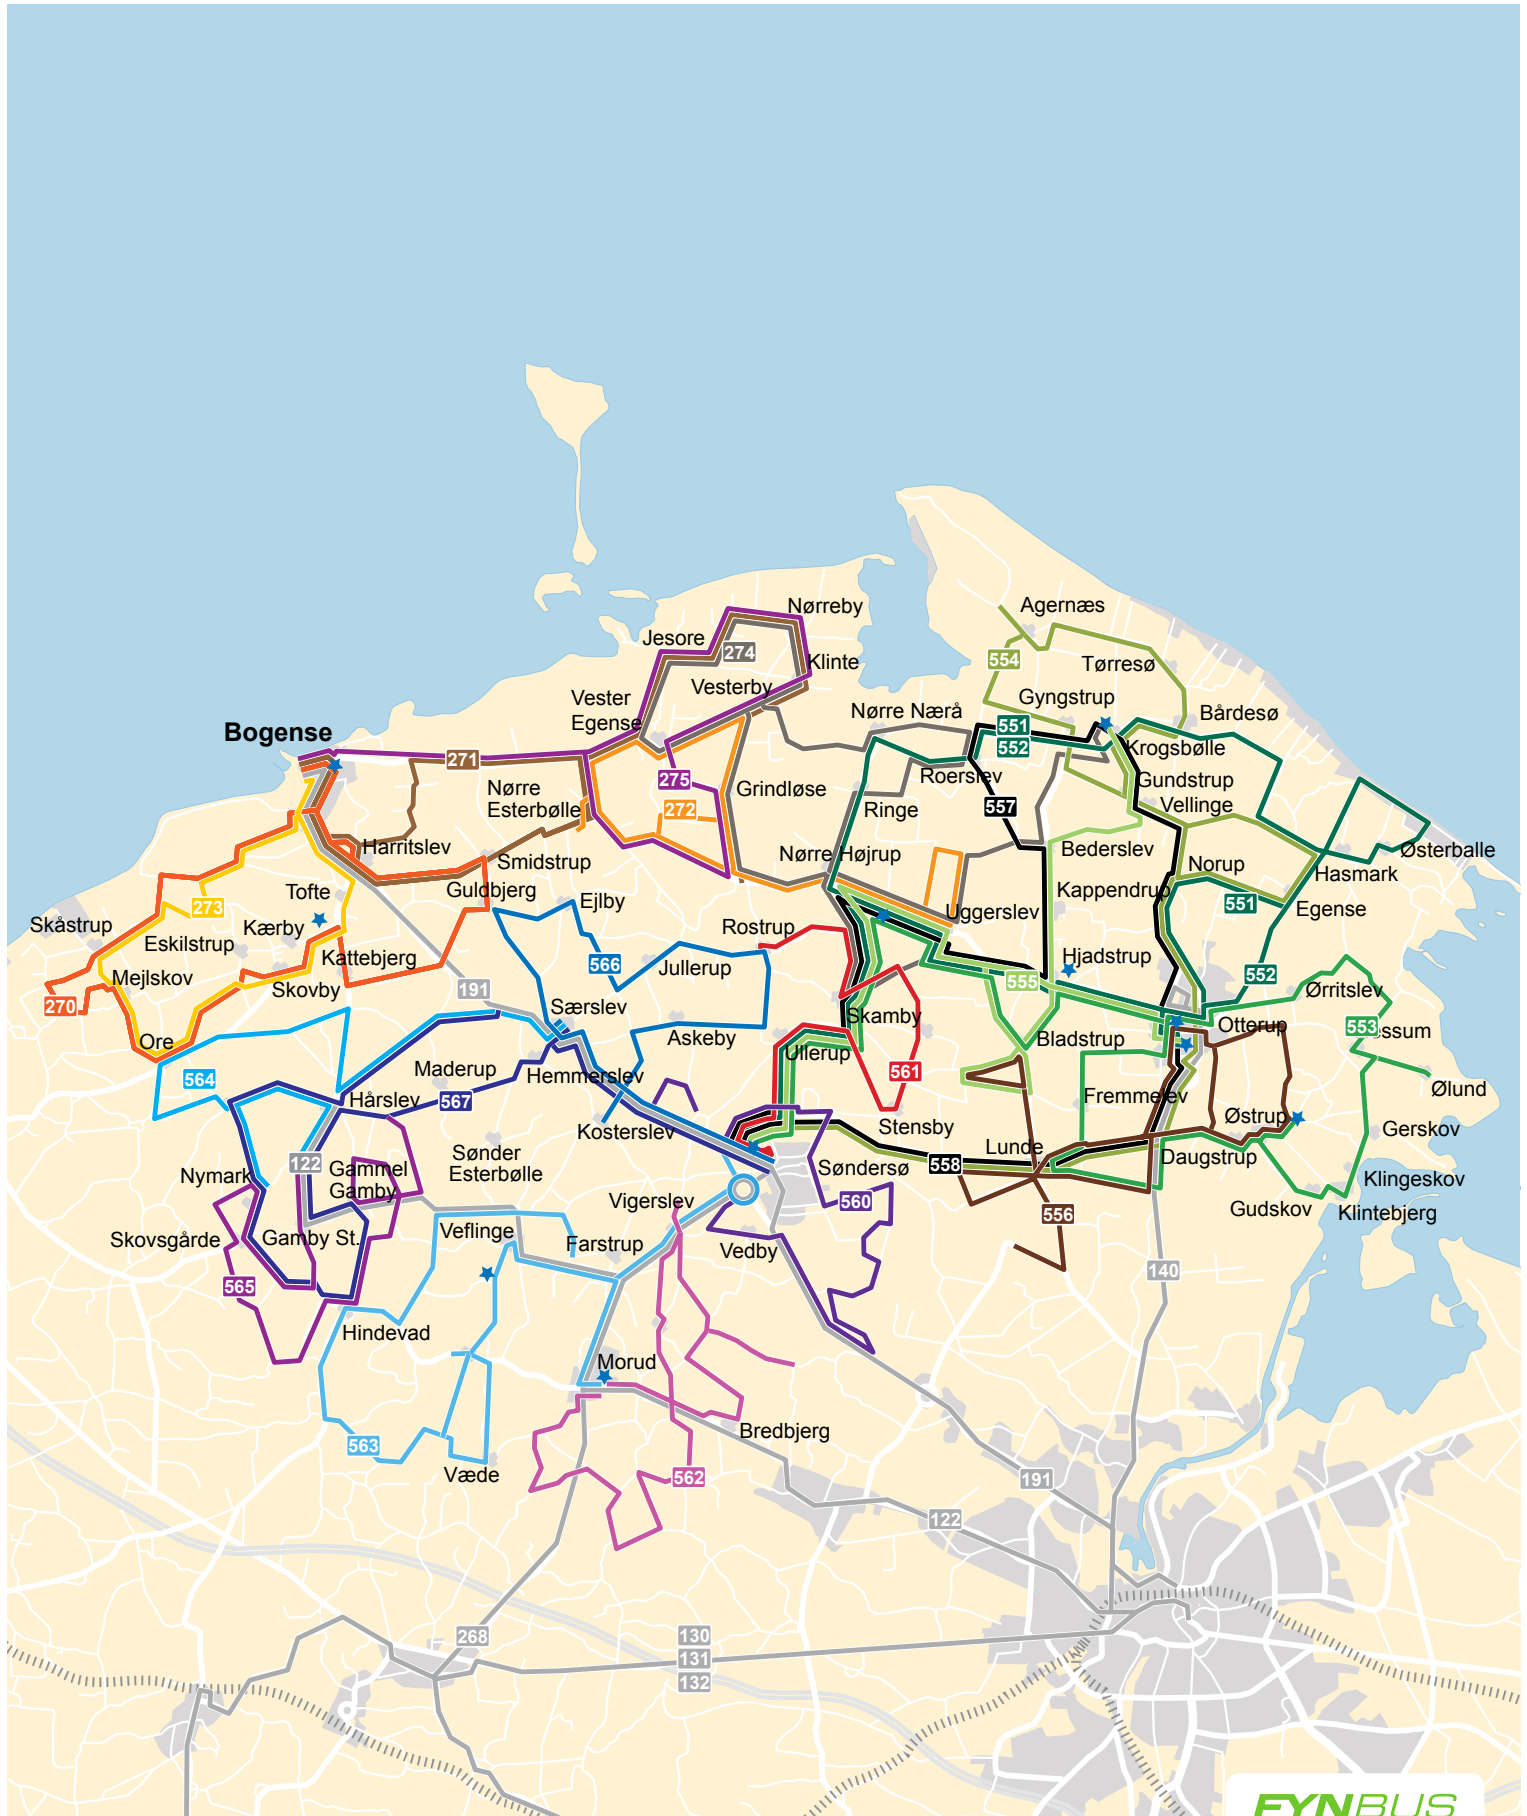 Agernæs
Nørreby
Jesore
274
554
Klinte
Tørresø
Vesterby
Vester
Egense
Gyngstrup
Nørre Nærå
Bårdesø
551
552
Bogense
Krogsbølle
271
Roerslev
275
Gundstrup
Nørre
Esterbølle
Grindløse
557
Vellinge
272
Ringe
Harritslev
Bederslev
Østerballe
Nørre Højrup
Smidstrup
Norup
Hasmark
Tofte
Guldbjerg
Kappendrup
Ejlby
273
551
Uggerslev
Egense
Skåstrup
Kærby
Rostrup
Eskilstrup
Kattebjerg
Hjadstrup
566
Jullerup
552
Mejlskov
555
Skovby
191
Ørritslev
270
Særslev
Skamby
Otterup
553
essum
Ore
Askeby
Bladstrup
Ullerup
Maderup
Hemmerslev
561
564
Ølund
Hårslev
567
Fremmelev
Østrup
Stensby
Kosterslev
Gerskov
Lunde
Sønder
Esterbølle
122
Gammel
Gamby
Søndersø
558
Daugstrup
Nymark
Klingeskov
Vigerslev
560
556
Gudskov
Klintebjerg
Veflinge
Skovsgårde
Gamby St.
Farstrup
Vedby
140
565
Hindevad
Morud
Bredbjerg
563
Væde
562
191
122
268
130
131
132
FYNBUS